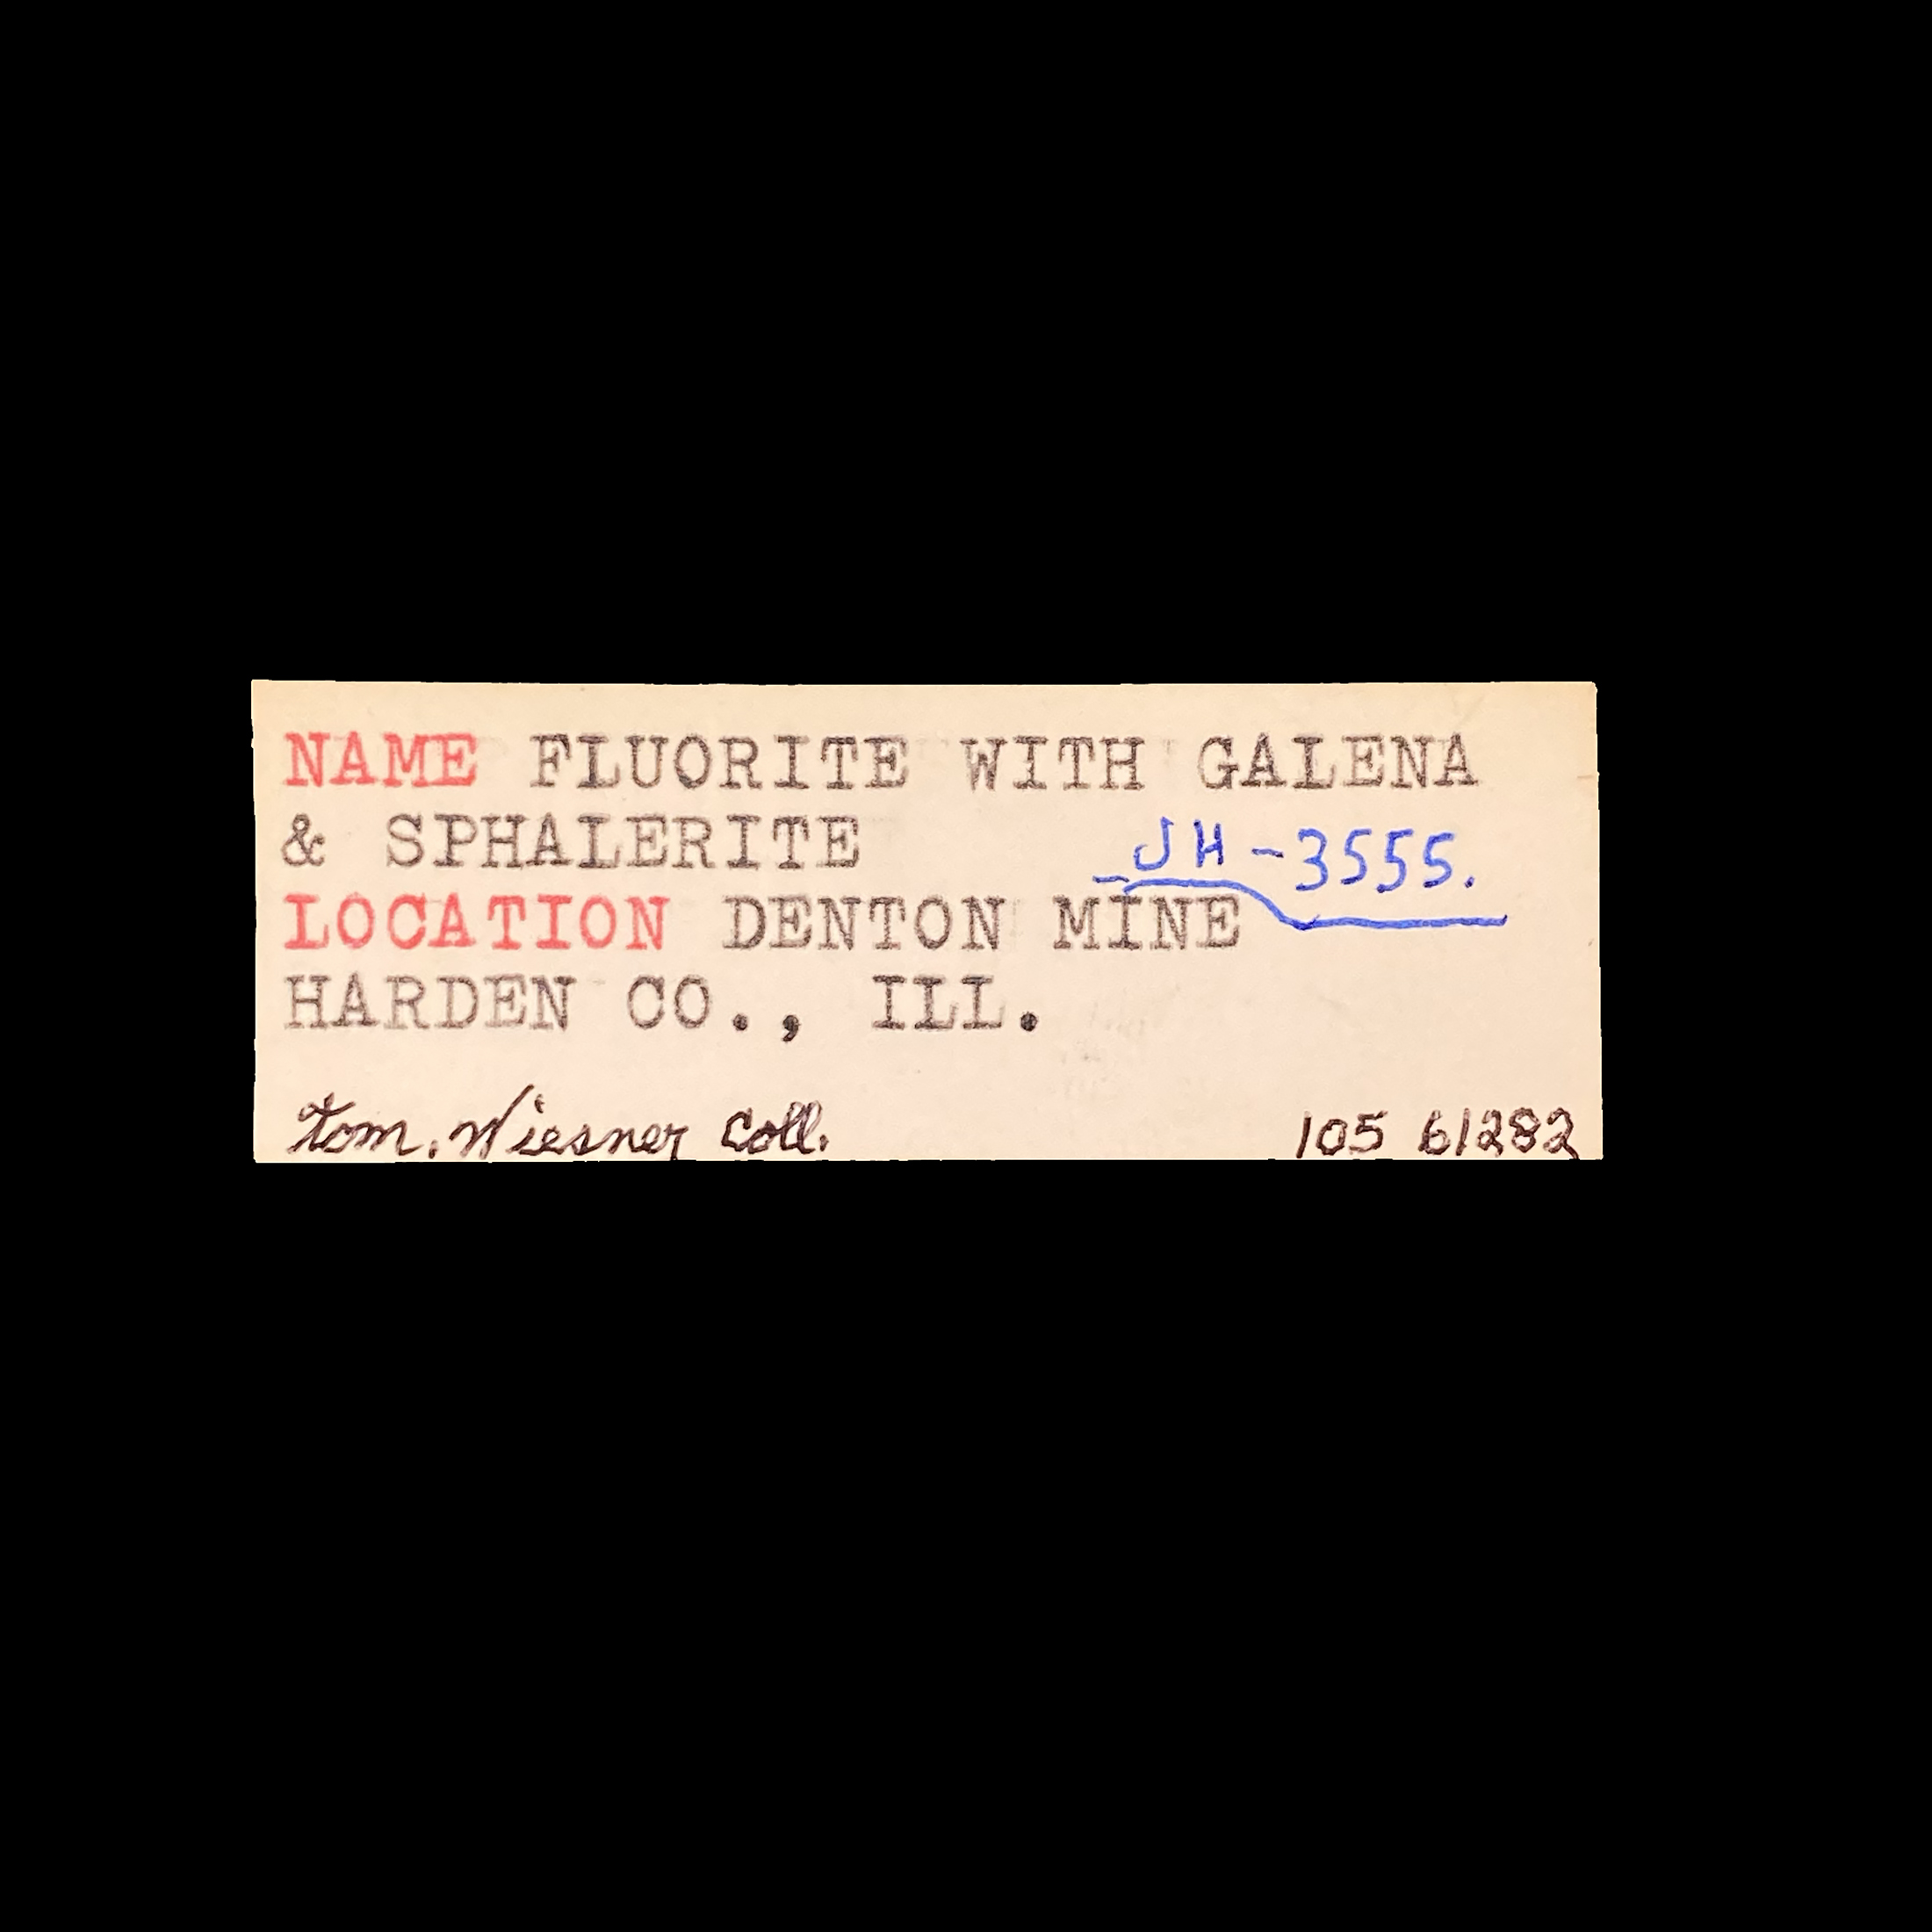 NAME FLUORITE WITH GALENA
& SPHALERITE
JH-3555.
LOCATION DENTON MINE
HARDEN CO., ILL.
Tom. Wiesner Coll.
105 61282